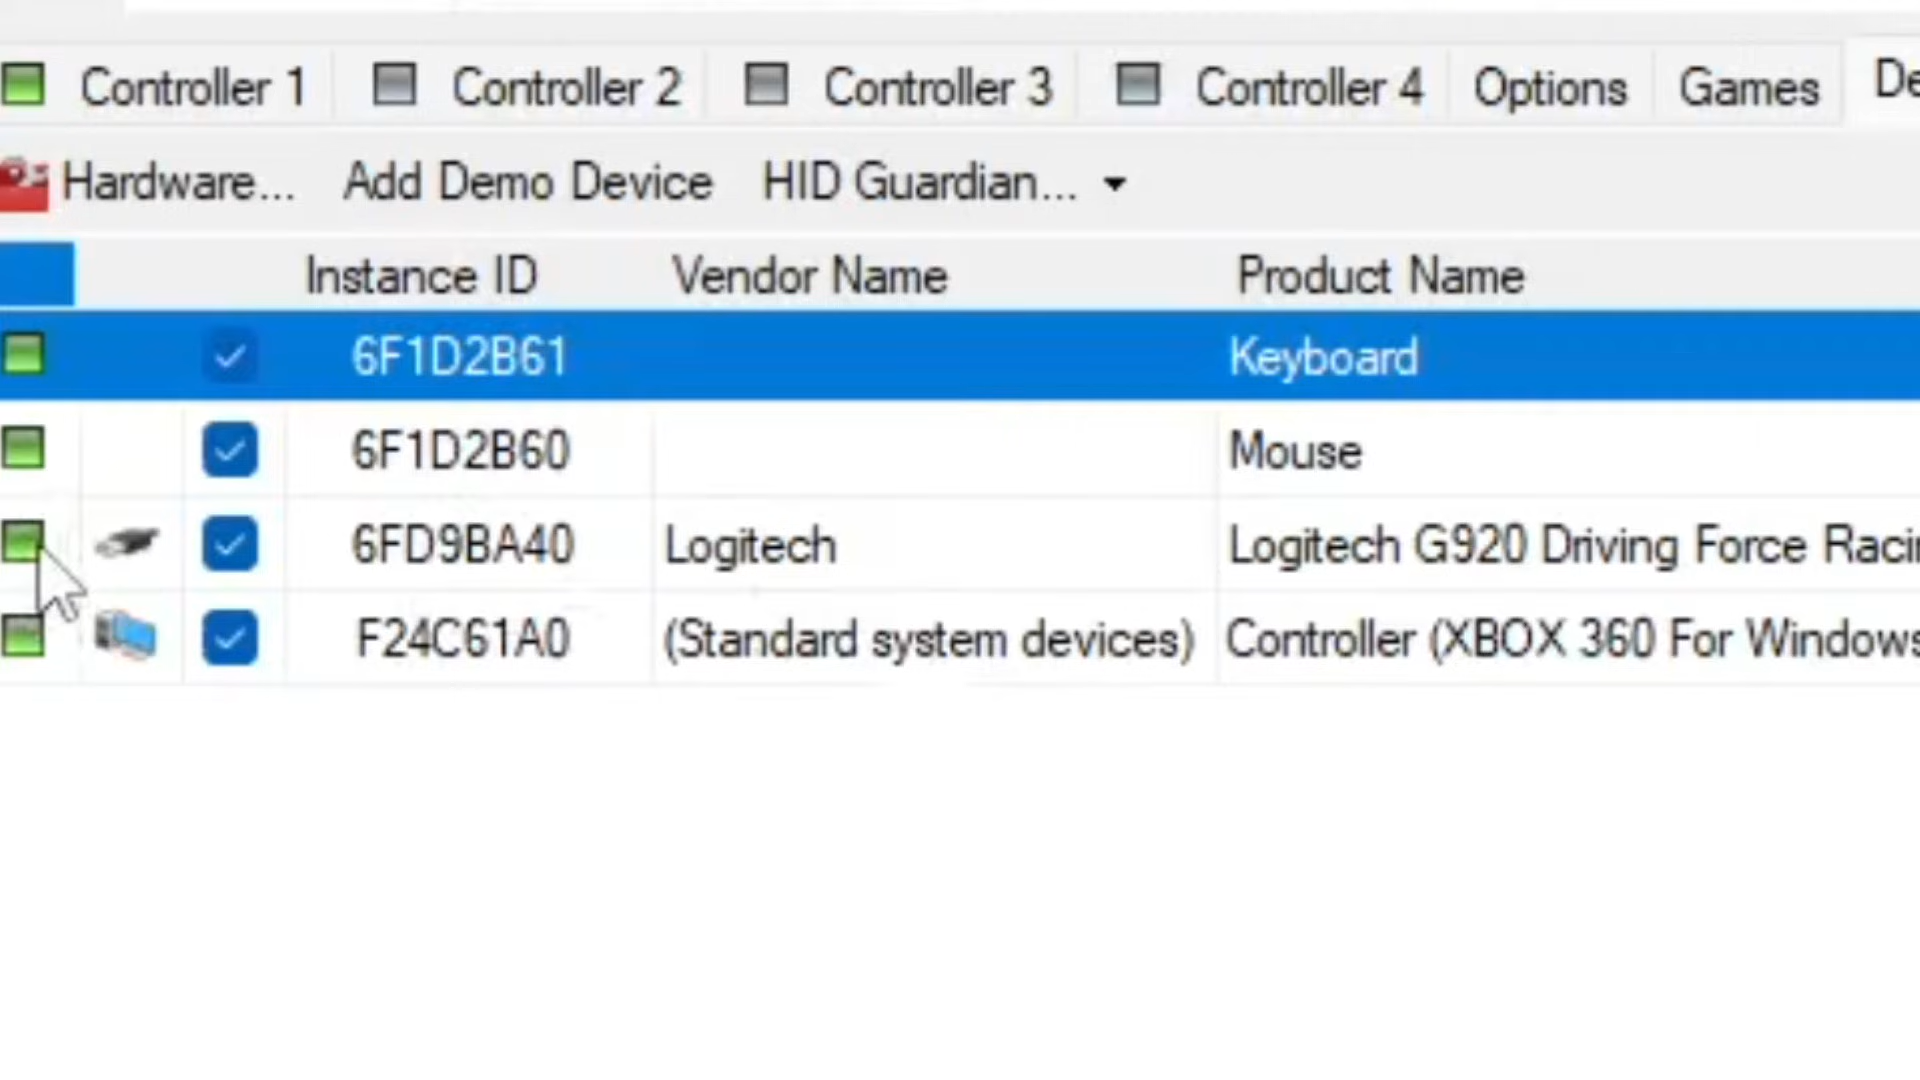 Controller 1 Controller 2 Controller 3 Controller 4 Options Games De
Hardware... Add Demo Device HID Guardian...
Instance ID Vendor Name Product Name
6F1D2B61 Keyboard
6F1D2B60 Mouse
6FD9BA40 Logitech Logitech G920 Driving Force Racin
F24C61A0 (Standard system devices) Controller (XBOX 360 For Windows